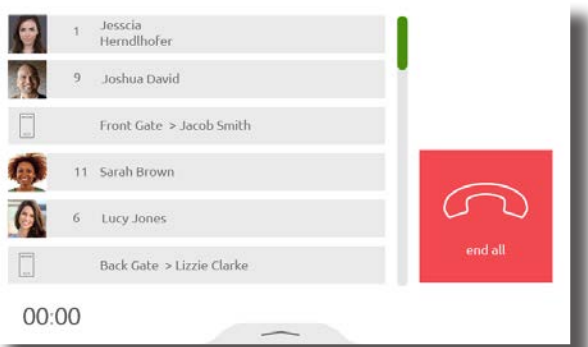 1 Jesscia
Herndlhofer
9 Joshua David
Front Gate > Jacob Smith
11 Sarah Brown
6 Lucy Jones
Back Gate > Lizzie Clarke
end all
00:00